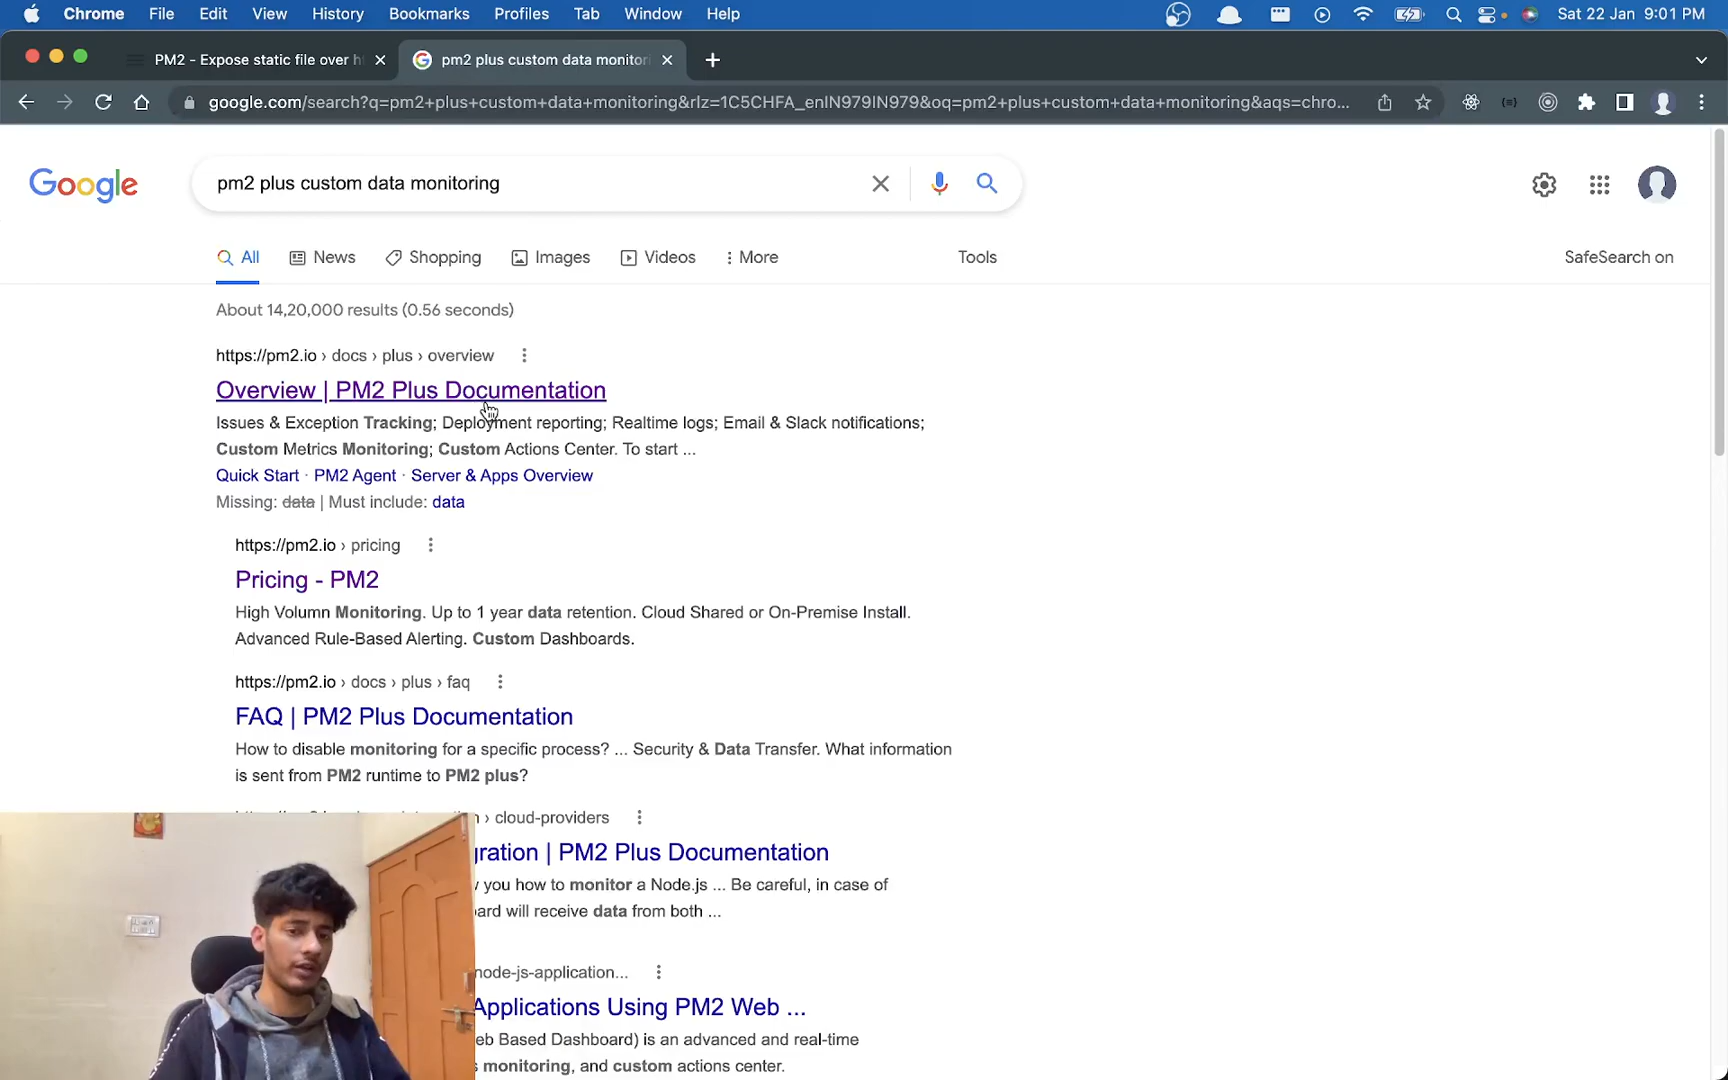 Chrome File Edit View History Bookmarks Profiles Tab Window Help Sat 22 Jan 9:01 PM
PM2 - Expose static file over h
pm2 plus custom data monitori
google.com/search?q=pm2+plus+custom+data+monitoring&rlz=1C5CHFA_enIN979IN979&oq=pm2+plus+custom+data+monitoring&aqs=chro...
Google
pm2 plus custom data monitoring
All News Shopping Images Videos More Tools SafeSearch on
About 14,20,000 results (0.56 seconds)
https://pm2.io › docs › plus › overview
Overview | PM2 Plus Documentation
Issues & Exception Tracking; Deployment reporting; Realtime logs; Email & Slack notifications;
Custom Metrics Monitoring; Custom Actions Center. To start ...
Quick Start · PM2 Agent · Server & Apps Overview
Missing: data | Must include: data
https://pm2.io › pricing
Pricing - PM2
High Volumn Monitoring. Up to 1 year data retention. Cloud Shared or On-Premise Install.
Advanced Rule-Based Alerting. Custom Dashboards.
https://pm2.io › docs › plus › faq
FAQ | PM2 Plus Documentation
How to disable monitoring for a specific process? ... Security & Data Transfer. What information
is sent from PM2 runtime to PM2 plus?
› cloud-providers
gration | PM2 Plus Documentation
you how to monitor a Node.js ... Be careful, in case of
ard will receive data from both ...
node-js-application...
Applications Using PM2 Web ...
eb Based Dashboard) is an advanced and real-time
monitoring, and custom actions center.